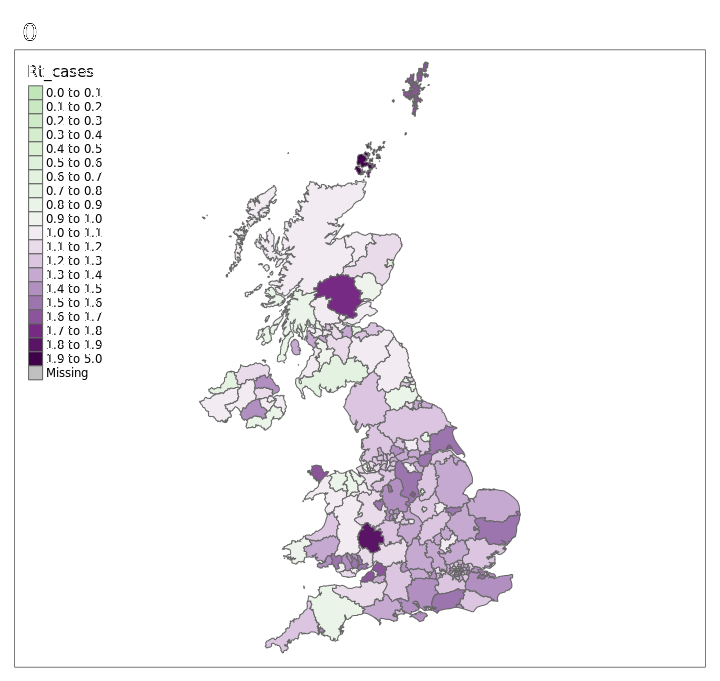 0
Rt_cases
0.0 to 0.1
0.1 to 0.2
0.2 to 0.3
0.3 to 0.4
0.4 to 0.5
0.5 to 0.6
0.6 to 0.7
0.7 to 0.8
0.8 to 0.9
0.9 to 1.0
1.0 to 1.1
1.1 to 1.2
1.2 to 1.3
1.3 to 1.4
1.4 to 1.5
1.5 to 1.6
1.6 to 1.7
1.7 to 1.8
1.8 to 1.9
1.9 to 5.0
Missing